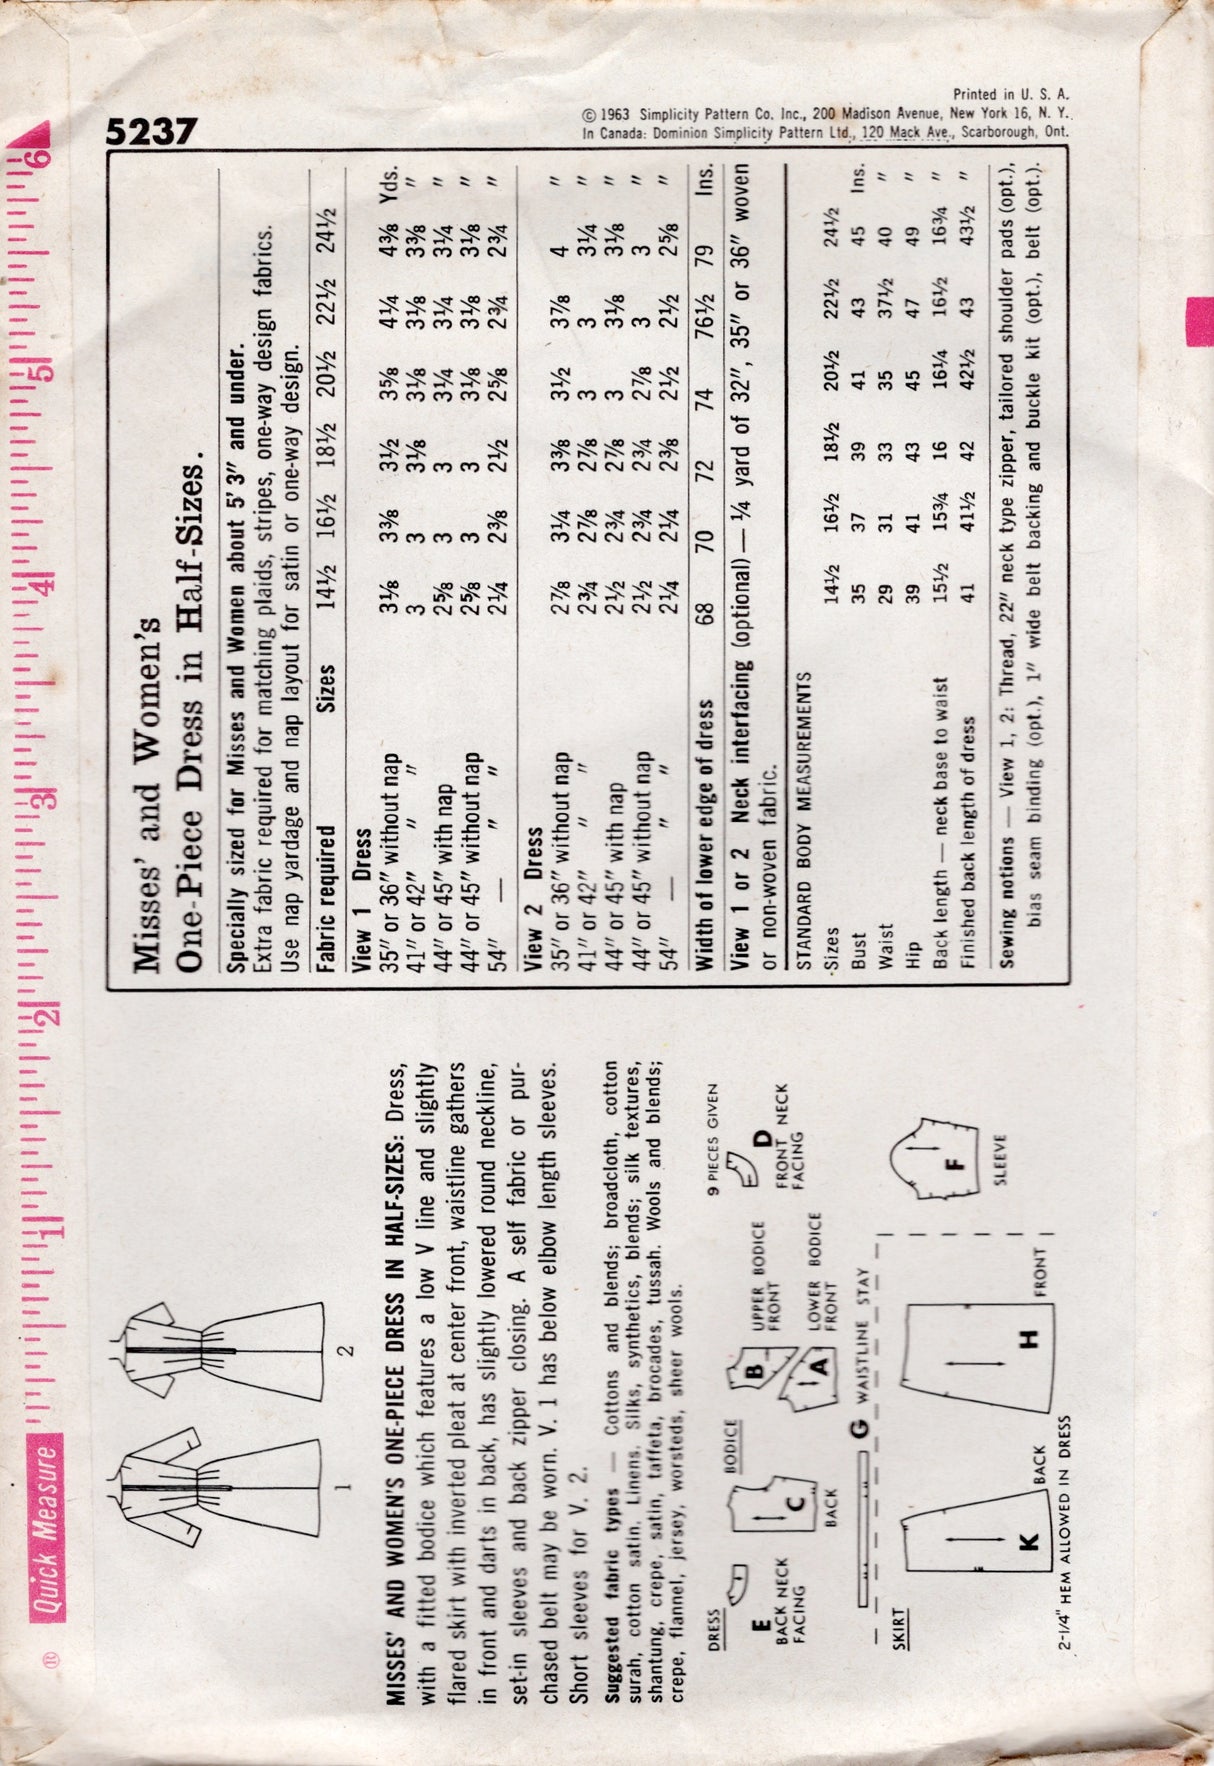 5237
Printed in U. S. A.
© 1963 Simplicity Pattern Co. Inc., 200 Madison Avenue, New York 16, N. Y.
In Canada: Dominion Simplicity Pattern Ltd., 120 Mack Ave., Scarborough, Ont.
® Quick Measure 1 2 3 4 5 6
1 2
MISSES' AND WOMEN'S ONE-PIECE DRESS IN HALF-SIZES: Dress,
with a fitted bodice which features a low V line and slightly
flared skirt with inverted pleat at center front, waistline gathers
in front and darts in back, has slightly lowered round neckline,
set-in sleeves and back zipper closing. A self fabric or pur-
chased belt may be worn. V. 1 has below elbow length sleeves.
Short sleeves for V. 2.
Suggested fabric types — Cottons and blends; broadcloth, cotton
surah, cotton satin. Linens. Silks, synthetics, blends; silk textures,
shantung, crepe, satin, taffeta, brocades, tussah. Wools and blends;
crepe, flannel, jersey, worsteds, sheer wools.
9 PIECES GIVEN
DRESS
E
BACK NECK
FACING
BODICE
C
BACK
B
UPPER BODICE
FRONT
A
LOWER BODICE
FRONT
D
FRONT NECK
FACING
G WAISTLINE STAY
F
SLEEVE
SKIRT
K
BACK
H
FRONT
2-1/4" HEM ALLOWED IN DRESS
Misses' and Women's
One-Piece Dress in Half-Sizes.
Specially sized for Misses and Women about 5' 3" and under.
Extra fabric required for matching plaids, stripes, one-way design fabrics.
Use nap yardage and nap layout for satin or one-way design.
Fabric required Sizes 14½ 16½ 18½ 20½ 22½ 24½
View 1 Dress
35" or 36" without nap 3⅛ 3⅜ 3½ 3⅝ 4¼ 4⅜ Yds.
41" or 42" " " 3 3 3⅛ 3⅛ 3⅛ 3⅜ "
44" or 45" with nap 2⅝ 3 3 3¼ 3¼ 3¼ "
44" or 45" without nap 2⅝ 3 3 3⅛ 3⅛ 3⅛ "
54" — " " 2¼ 2⅜ 2½ 2⅝ 2¾ 2¾ "
View 2 Dress
35" or 36" without nap 2⅞ 3¼ 3⅜ 3½ 3⅞ 4 "
41" or 42" " " 2¾ 2⅞ 2⅞ 3 3 3¼ "
44" or 45" with nap 2½ 2¾ 2⅞ 3 3⅛ 3⅛ "
44" or 45" without nap 2½ 2¾ 2¾ 2⅞ 3 3 "
54" — " " 2¼ 2¼ 2⅜ 2½ 2½ 2⅝ "
Width of lower edge of dress 68 70 72 74 76½ 79 Ins.
View 1 or 2 Neck interfacing (optional) — ¼ yard of 32", 35" or 36" woven
or non-woven fabric.
STANDARD BODY MEASUREMENTS
Sizes 14½ 16½ 18½ 20½ 22½ 24½
Bust 35 37 39 41 43 45 Ins.
Waist 29 31 33 35 37½ 40 "
Hip 39 41 43 45 47 49 "
Back length — neck base to waist 15½ 15¾ 16 16¼ 16½ 16¾ "
Finished back length of dress 41 41½ 42 42½ 43 43½ "
Sewing notions — View 1, 2: Thread, 22" neck type zipper, tailored shoulder pads (opt.),
bias seam binding (opt.), 1" wide belt backing and buckle kit (opt.), belt (opt.).